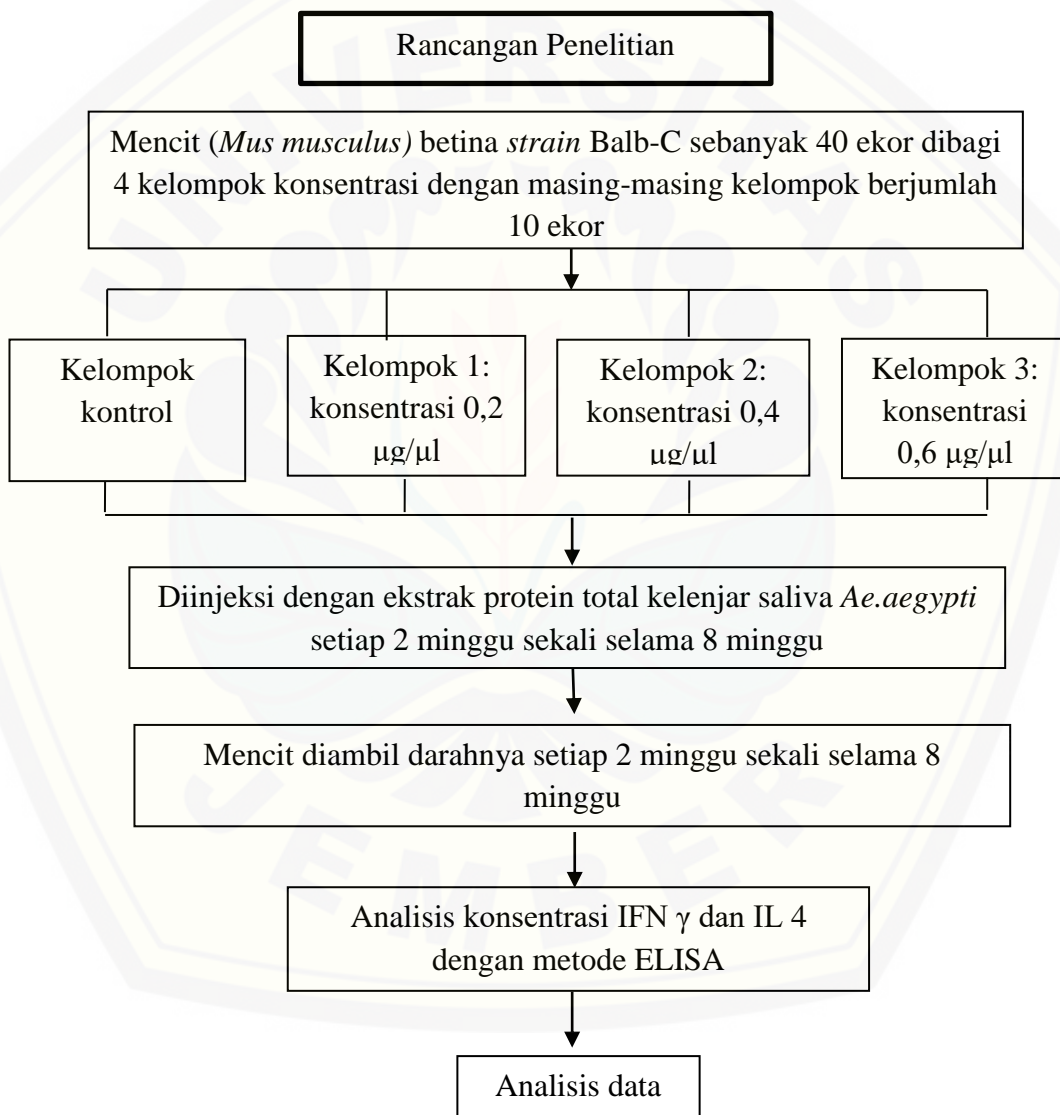 Rancangan Penelitian
Mencit (Mus musculus) betina strain Balb-C sebanyak 40 ekor dibagi
4 kelompok konsentrasi dengan masing-masing kelompok berjumlah
10 ekor
Kelompok
kontrol
Kelompok 1:
konsentrasi 0,2
μg/μl
Kelompok 2:
konsentrasi 0,4
μg/μl
Kelompok 3:
konsentrasi
0,6 μg/μl
Diinjeksi dengan ekstrak protein total kelenjar saliva Ae.aegypti
setiap 2 minggu sekali selama 8 minggu
Mencit diambil darahnya setiap 2 minggu sekali selama 8
minggu
Analisis konsentrasi IFN γ dan IL 4
dengan metode ELISA
Analisis data
UNIVERSITAS
JEMBER